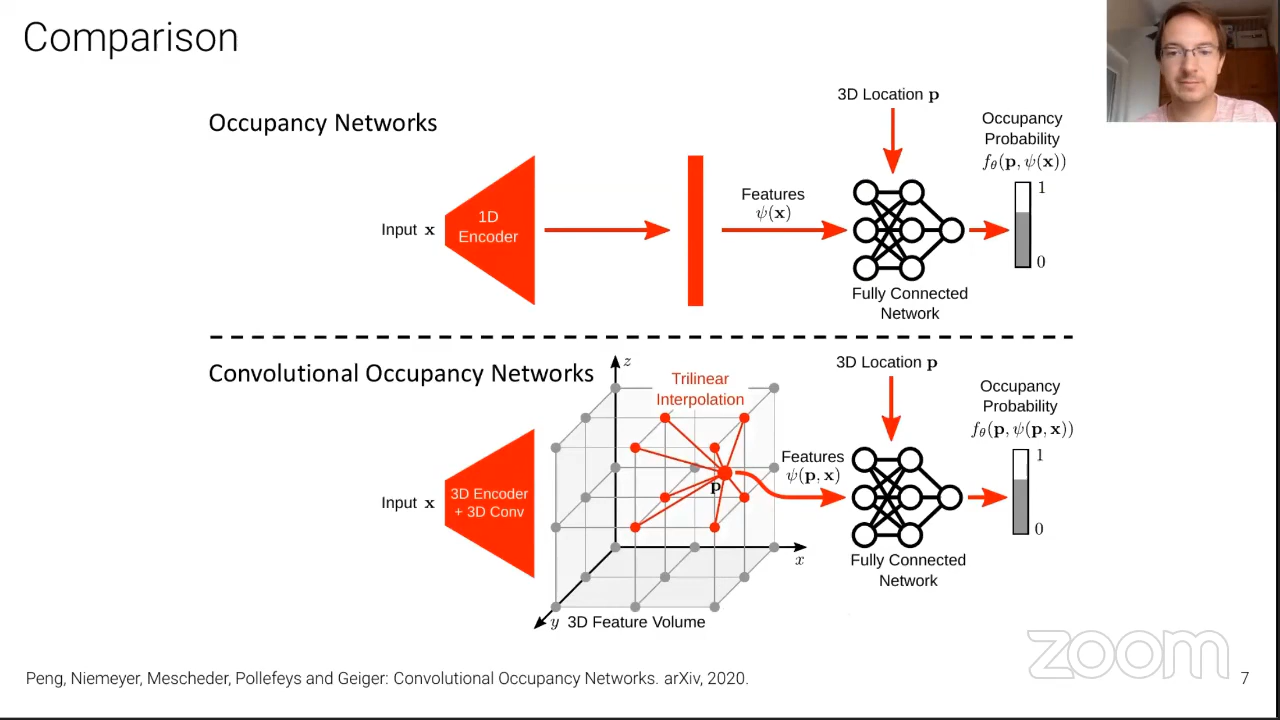 Comparison
Occupancy Networks
Input x
1D
Encoder
Features
ψ(x)
3D Location p
Fully Connected
Network
Occupancy
Probability
f_θ(p, ψ(x))
1
0
Convolutional Occupancy Networks
Input x
3D Encoder
+ 3D Conv
z
Trilinear
Interpolation
p
x
y
3D Feature Volume
Features
ψ(p, x)
3D Location p
Fully Connected
Network
Occupancy
Probability
f_θ(p, ψ(p, x))
1
0
zoom
Peng, Niemeyer, Mescheder, Pollefeys and Geiger: Convolutional Occupancy Networks. arXiv, 2020.
7